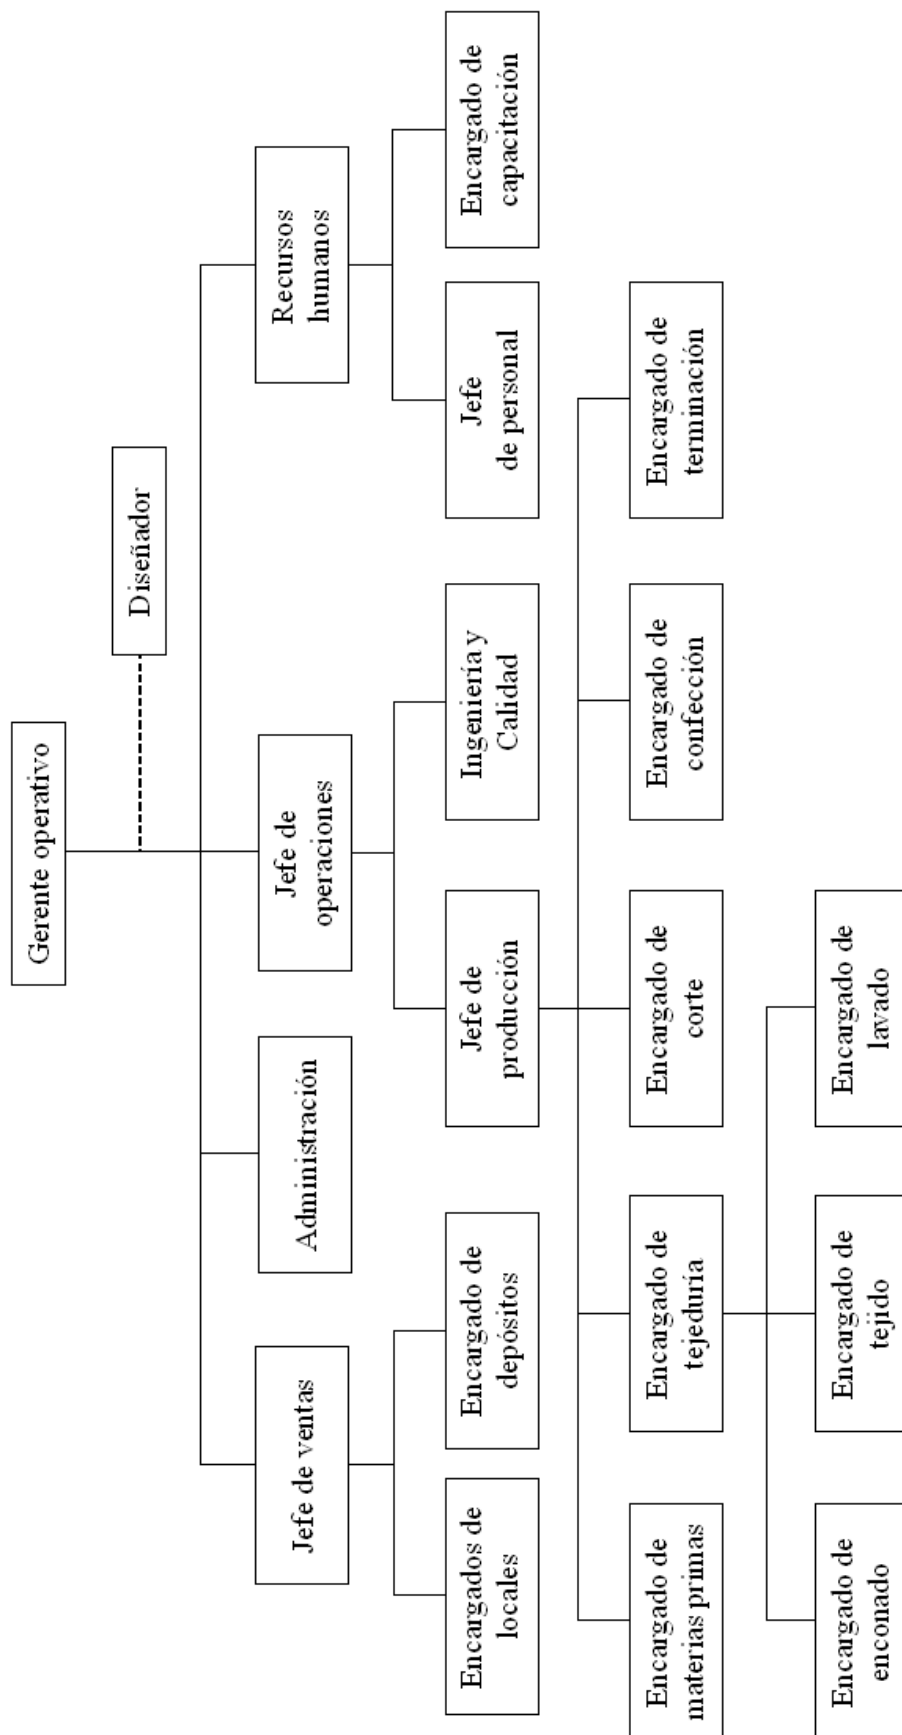 Gerente operativo
Diseñador
Jefe de ventas
Administración
Jefe de
operaciones
Recursos
humanos
Encargados de
locales
Encargado de
depósitos
Jefe de
producción
Ingeniería y
Calidad
Jefe
de personal
Encargado de
capacitación
Encargado de
materias primas
Encargado de
tejeduría
Encargado de
corte
Encargado de
confección
Encargado de
terminación
Encargado de
enconado
Encargado de
tejido
Encargado de
lavado